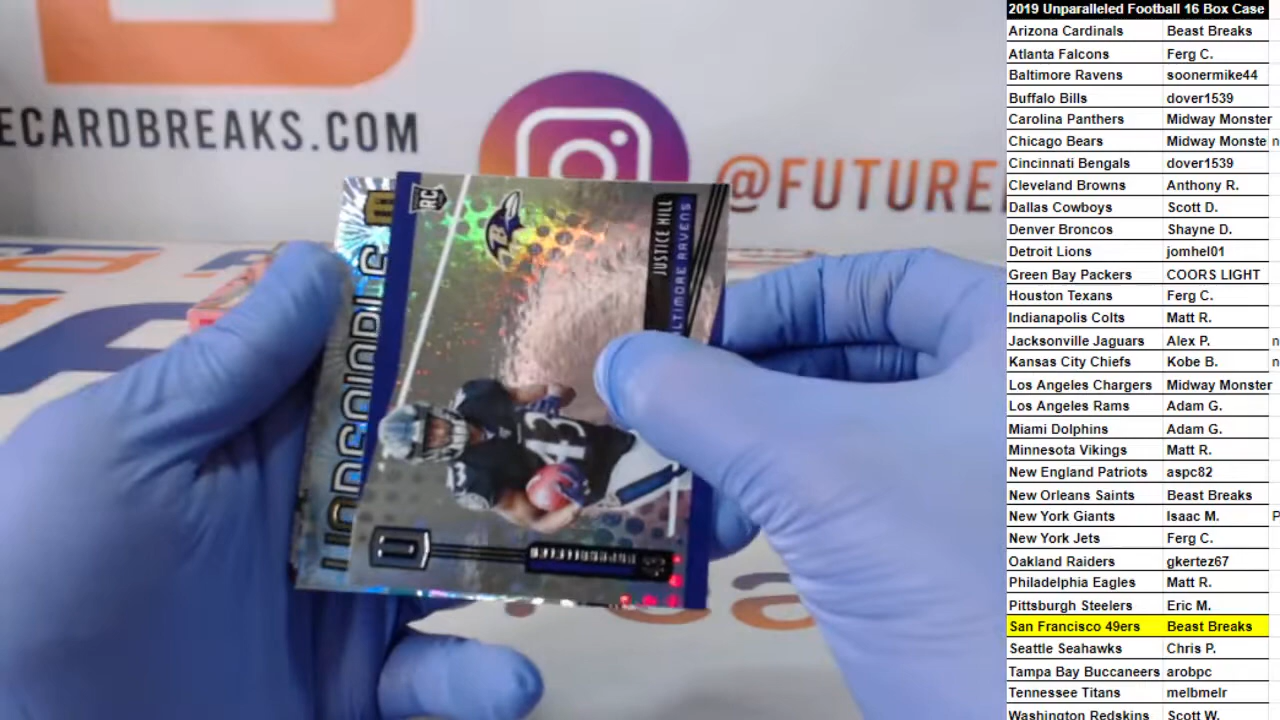 ECARDBREAKS.COM
@FUTURE
RC
JUSTICE HILL
BALTIMORE RAVENS
43
2019 Unparalleled Football 16 Box Case
Arizona Cardinals Beast Breaks
Atlanta Falcons Ferg C.
Baltimore Ravens soonermike44
Buffalo Bills dover1539
Carolina Panthers Midway Monster
Chicago Bears Midway Monste n
Cincinnati Bengals dover1539
Cleveland Browns Anthony R.
Dallas Cowboys Scott D.
Denver Broncos Shayne D.
Detroit Lions jomhel01
Green Bay Packers COORS LIGHT
Houston Texans Ferg C.
Indianapolis Colts Matt R.
Jacksonville Jaguars Alex P. n
Kansas City Chiefs Kobe B. n
Los Angeles Chargers Midway Monster
Los Angeles Rams Adam G.
Miami Dolphins Adam G.
Minnesota Vikings Matt R.
New England Patriots aspc82
New Orleans Saints Beast Breaks
New York Giants Isaac M. P
New York Jets Ferg C.
Oakland Raiders gkertez67
Philadelphia Eagles Matt R.
Pittsburgh Steelers Eric M.
San Francisco 49ers Beast Breaks
Seattle Seahawks Chris P.
Tampa Bay Buccaneers arobpc
Tennessee Titans melbmelr
Washington Redskins Scott W.